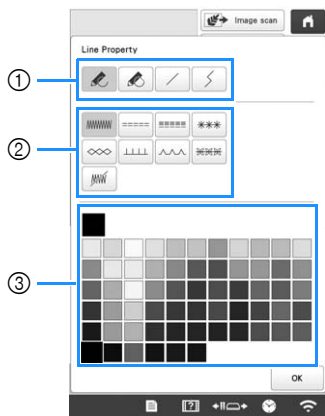 Image scan
Line Property
①
②
③
OK